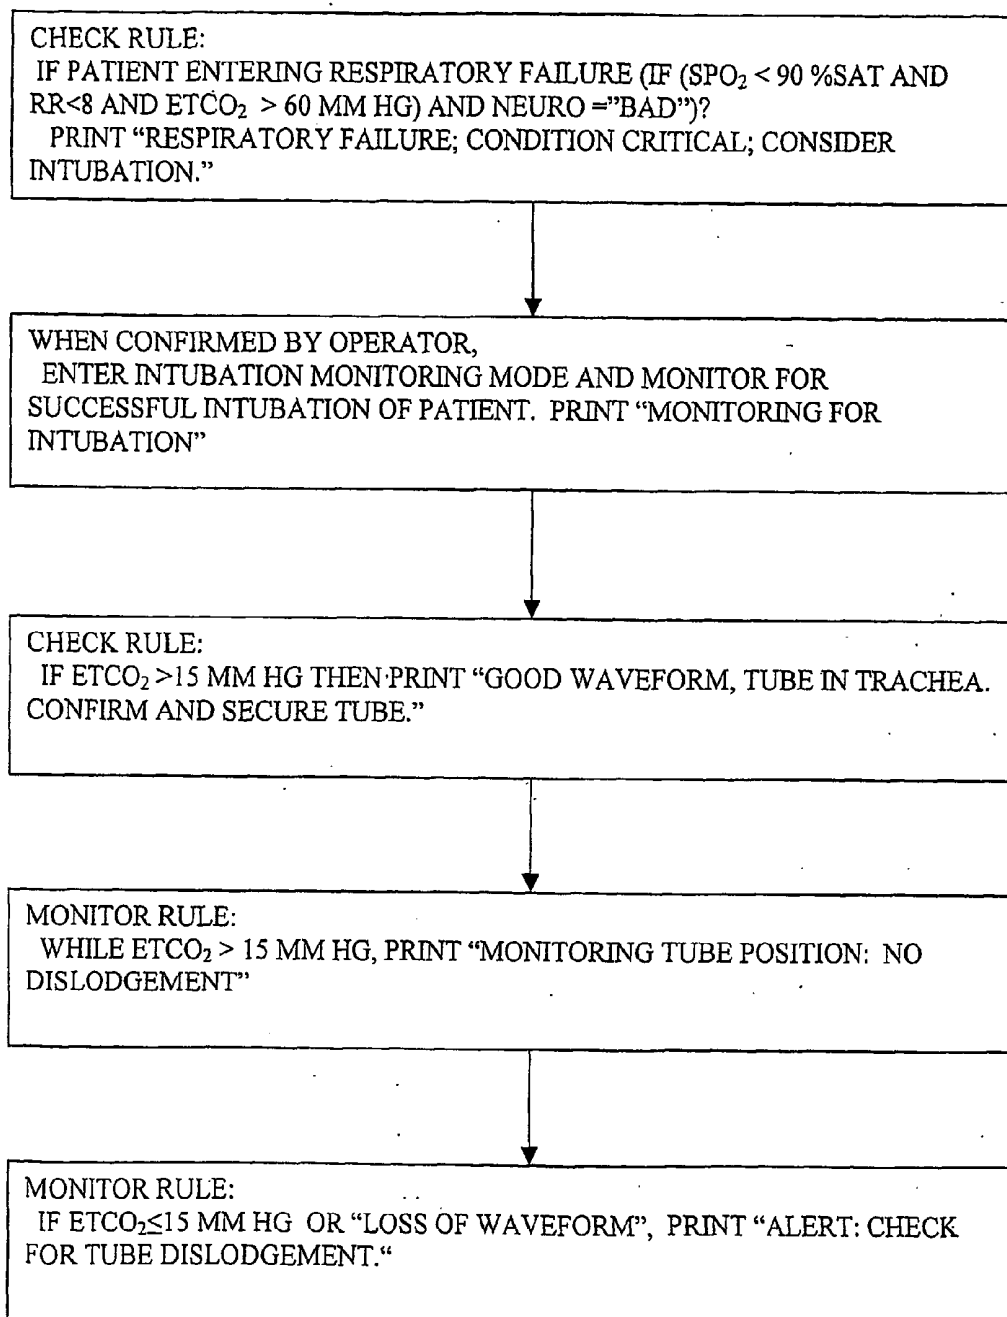 CHECK RULE:
IF PATIENT ENTERING RESPIRATORY FAILURE (IF (SPO₂ < 90 %SAT AND
RR<8 AND ETCO₂ > 60 MM HG) AND NEURO ="BAD")?
PRINT “RESPIRATORY FAILURE; CONDITION CRITICAL; CONSIDER
INTUBATION.”
WHEN CONFIRMED BY OPERATOR,
ENTER INTUBATION MONITORING MODE AND MONITOR FOR
SUCCESSFUL INTUBATION OF PATIENT. PRINT “MONITORING FOR
INTUBATION”
CHECK RULE:
IF ETCO₂ >15 MM HG THEN PRINT “GOOD WAVEFORM, TUBE IN TRACHEA.
CONFIRM AND SECURE TUBE.”
MONITOR RULE:
WHILE ETCO₂ > 15 MM HG, PRINT “MONITORING TUBE POSITION: NO
DISLODGEMENT”
MONITOR RULE:
IF ETCO₂≤15 MM HG OR “LOSS OF WAVEFORM”, PRINT “ALERT: CHECK
FOR TUBE DISLODGEMENT.“